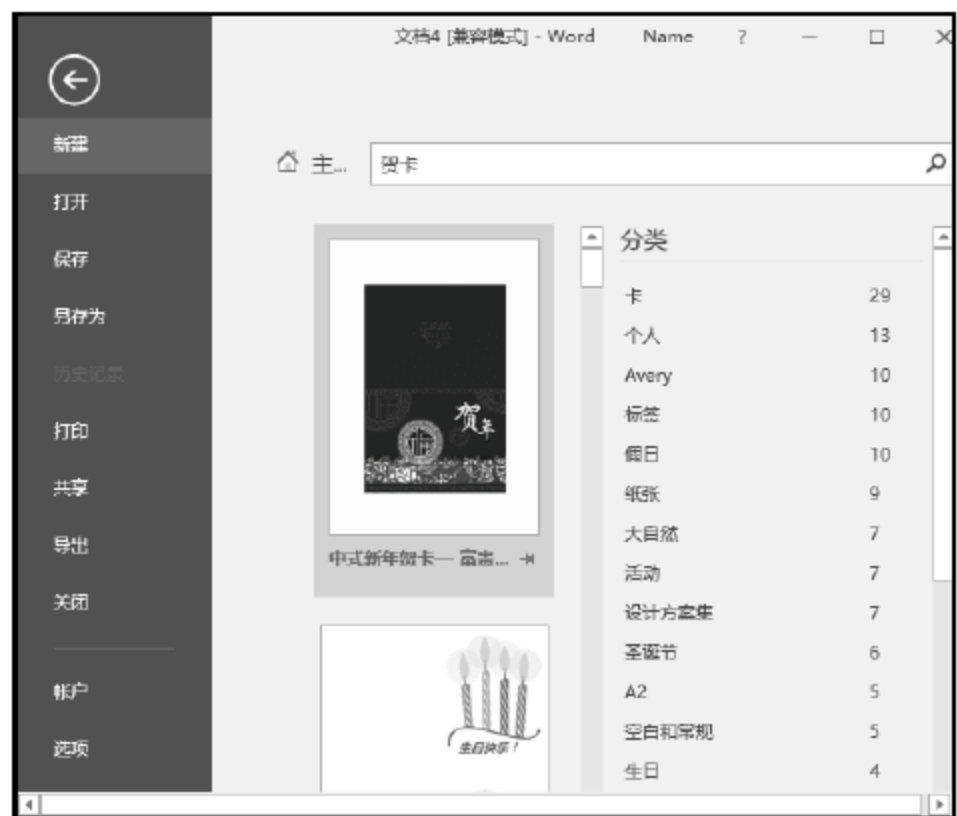 文档4 [兼容模式] - Word Name ?
新建
打开
保存
另存为
历史记录
打印
共享
导出
关闭
帐户
选项
主...
贺卡
贺年
中式新年贺卡— 富贵...
生日快乐！
分类
卡 29
个人 13
Avery 10
标签 10
假日 10
纸张 9
大自然 7
活动 7
设计方案集 7
圣诞节 6
A2 5
空白和常规 5
生日 4